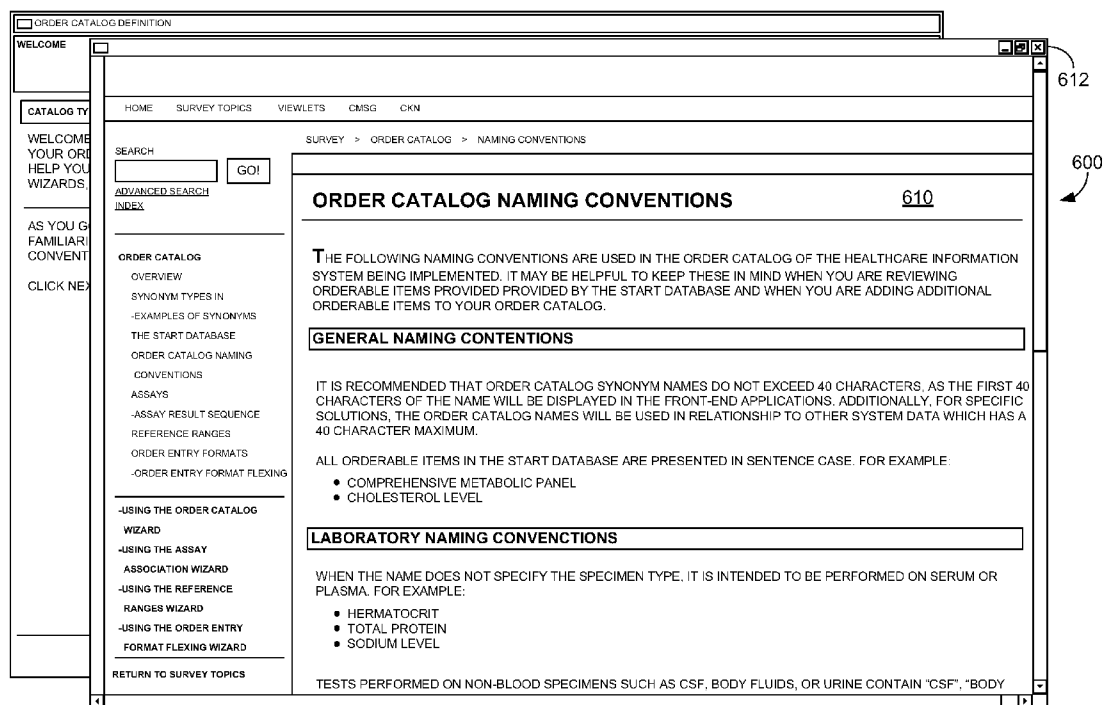 ORDER CATALOG DEFINITION
WELCOME
612
CATALOG TY
WELCOME
YOUR ORD
HELP YOU
WIZARDS,
AS YOU G
FAMILIARI
CONVENT
CLICK NEX
HOME SURVEY TOPICS VIEWLETS CMSG CKN
SEARCH
GO!
ADVANCED SEARCH
INDEX
ORDER CATALOG
OVERVIEW
SYNONYM TYPES IN
-EXAMPLES OF SYNONYMS
THE START DATABASE
ORDER CATALOG NAMING
CONVENTIONS
ASSAYS
-ASSAY RESULT SEQUENCE
REFERENCE RANGES
ORDER ENTRY FORMATS
-ORDER ENTRY FORMAT FLEXING
-USING THE ORDER CATALOG
WIZARD
-USING THE ASSAY
ASSOCIATION WIZARD
-USING THE REFERENCE
RANGES WIZARD
-USING THE ORDER ENTRY
FORMAT FLEXING WIZARD
RETURN TO SURVEY TOPICS
SURVEY > ORDER CATALOG > NAMING CONVENTIONS
600
ORDER CATALOG NAMING CONVENTIONS 610
THE FOLLOWING NAMING CONVENTIONS ARE USED IN THE ORDER CATALOG OF THE HEALTHCARE INFORMATION
SYSTEM BEING IMPLEMENTED. IT MAY BE HELPFUL TO KEEP THESE IN MIND WHEN YOU ARE REVIEWING
ORDERABLE ITEMS PROVIDED PROVIDED BY THE START DATABASE AND WHEN YOU ARE ADDING ADDITIONAL
ORDERABLE ITEMS TO YOUR ORDER CATALOG.
GENERAL NAMING CONTENTIONS
IT IS RECOMMENDED THAT ORDER CATALOG SYNONYM NAMES DO NOT EXCEED 40 CHARACTERS, AS THE FIRST 40
CHARACTERS OF THE NAME WILL BE DISPLAYED IN THE FRONT-END APPLICATIONS. ADDITIONALLY, FOR SPECIFIC
SOLUTIONS, THE ORDER CATALOG NAMES WILL BE USED IN RELATIONSHIP TO OTHER SYSTEM DATA WHICH HAS A
40 CHARACTER MAXIMUM.
ALL ORDERABLE ITEMS IN THE START DATABASE ARE PRESENTED IN SENTENCE CASE. FOR EXAMPLE:
• COMPREHENSIVE METABOLIC PANEL
• CHOLESTEROL LEVEL
LABORATORY NAMING CONVENCTIONS
WHEN THE NAME DOES NOT SPECIFY THE SPECIMEN TYPE, IT IS INTENDED TO BE PERFORMED ON SERUM OR
PLASMA. FOR EXAMPLE:
• HERMATOCRIT
• TOTAL PROTEIN
• SODIUM LEVEL
TESTS PERFORMED ON NON-BLOOD SPECIMENS SUCH AS CSF, BODY FLUIDS, OR URINE CONTAIN "CSF", "BODY